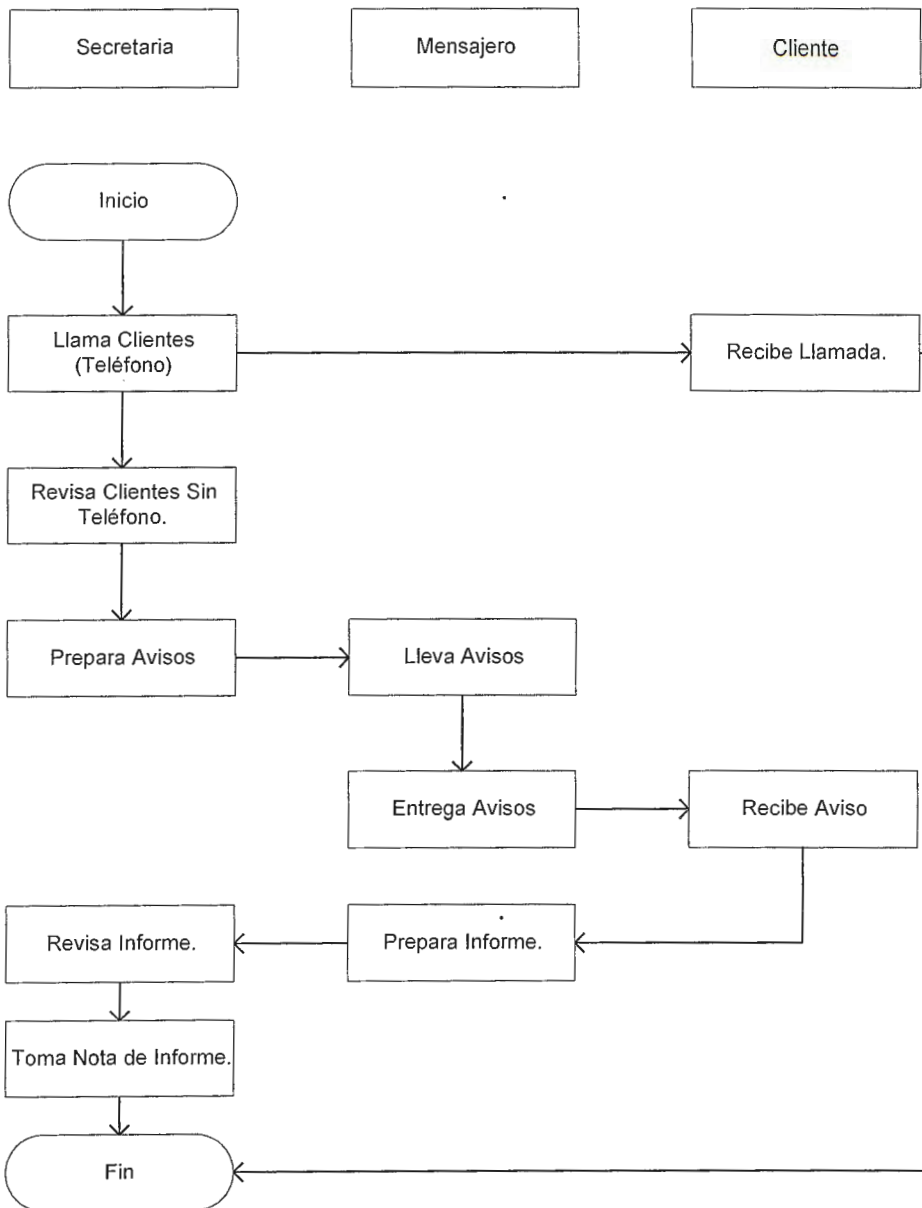 Secretaria
Mensajero
Cliente
Inicio
Llama Clientes
(Teléfono)
Recibe Llamada.
Revisa Clientes Sin
Teléfono.
Prepara Avisos
Lleva Avisos
Entrega Avisos
Recibe Aviso
Revisa Informe.
Prepara Informe.
Toma Nota de Informe.
Fin